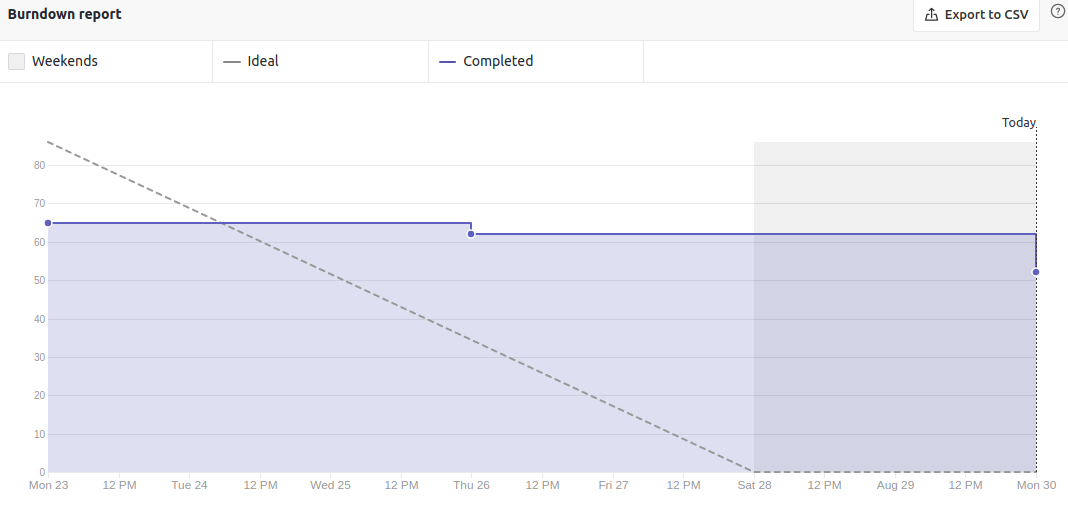 Burndown report
Export to CSV
?
Weekends
Ideal
Completed
Today
80
70
60
50
40
30
20
10
0
Mon 23 12 PM Tue 24 12 PM Wed 25 12 PM Thu 26 12 PM Fri 27 12 PM Sat 28 12 PM Aug 29 12 PM Mon 30